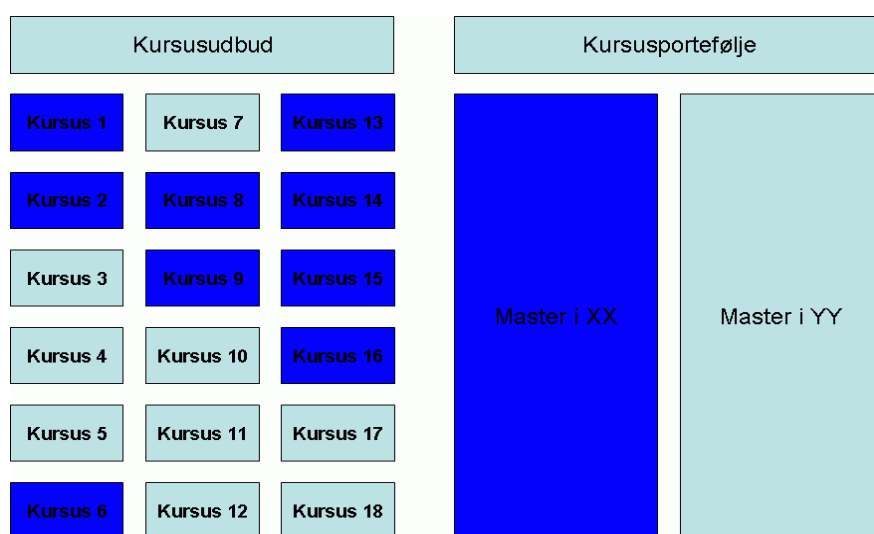 Kursusudbud
Kursusportefølje
Kursus 1
Kursus 7
Kursus 13
Kursus 2
Kursus 8
Kursus 14
Kursus 3
Kursus 9
Kursus 15
Master i XX
Master i YY
Kursus 4
Kursus 10
Kursus 16
Kursus 5
Kursus 11
Kursus 17
Kursus 6
Kursus 12
Kursus 18